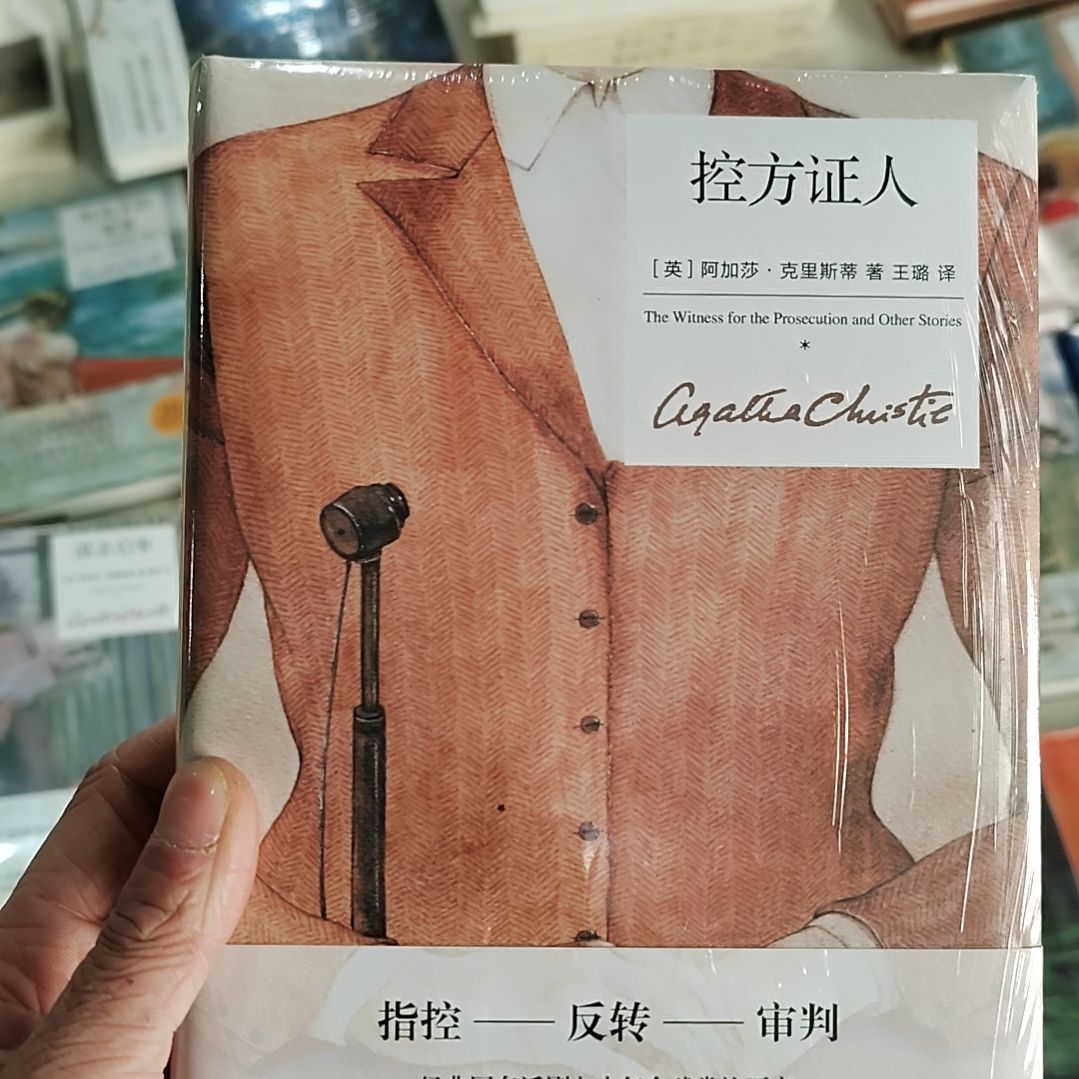 控方证人
[英]阿加莎·克里斯蒂 著 王璐 译
The Witness for the Prosecution and Other Stories
*
Agatha Christie
指控——反转——审判